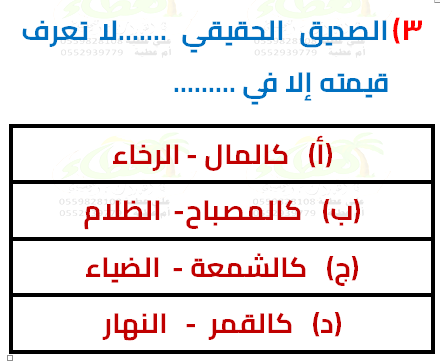 ٣) الصديق الحقيقي .......لا تعرف
قيمته إلا في .........
(أ) كالمال - الرخاء
(ب) كالمصباح- الظلام
(ج) كالشمعة - الضياء
(د) كالقمر - النهار